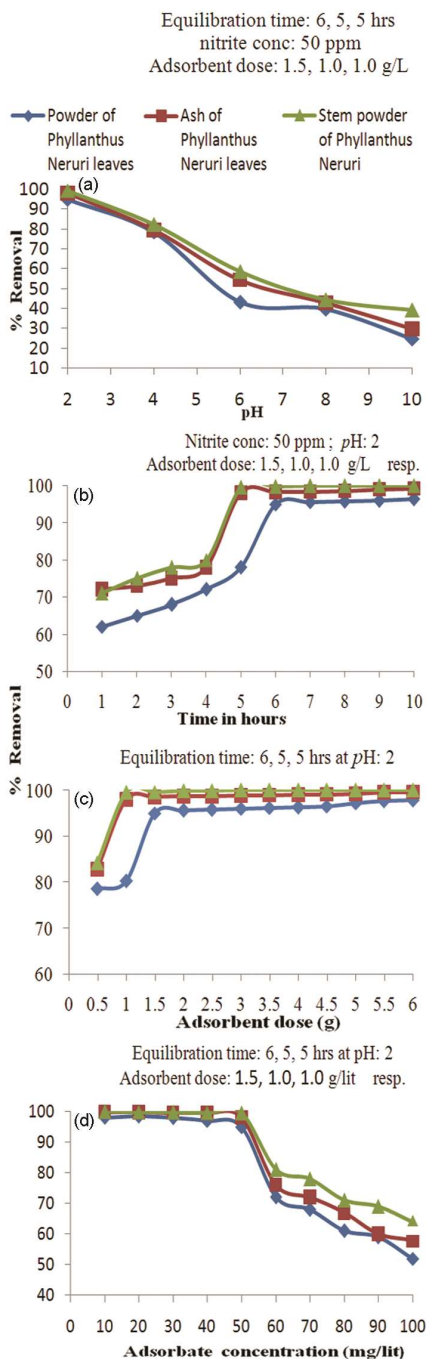 Equilibration time: 6, 5, 5 hrs
nitrite conc: 50 ppm
Adsorbent dose: 1.5, 1.0, 1.0 g/L
Powder of Phyllanthus Neruri leaves
Ash of Phyllanthus Neruri leaves
Stem powder of Phyllanthus Neruri
(a)
100
90
80
70
60
50
40
30
20
10
% Removal
2 4 6 8 10
pH
Nitrite conc: 50 ppm ; pH: 2
Adsorbent dose: 1.5, 1.0, 1.0 g/L resp.
(b)
100
90
80
70
60
50
0 1 2 3 4 5 6 7 8 9 10
Time in hours
% Removal
Equilibration time: 6, 5, 5 hrs at pH: 2
(c)
100
90
80
70
60
0 0.5 1 1.5 2 2.5 3 3.5 4 4.5 5 5.5 6
Adsorbent dose (g)
Equilibration time: 6, 5, 5 hrs at pH: 2
Adsorbent dose: 1.5, 1.0, 1.0 g/lit resp.
(d)
100
90
80
70
60
50
40
0 10 20 30 40 50 60 70 80 90 100
Adsorbate concentration (mg/lit)